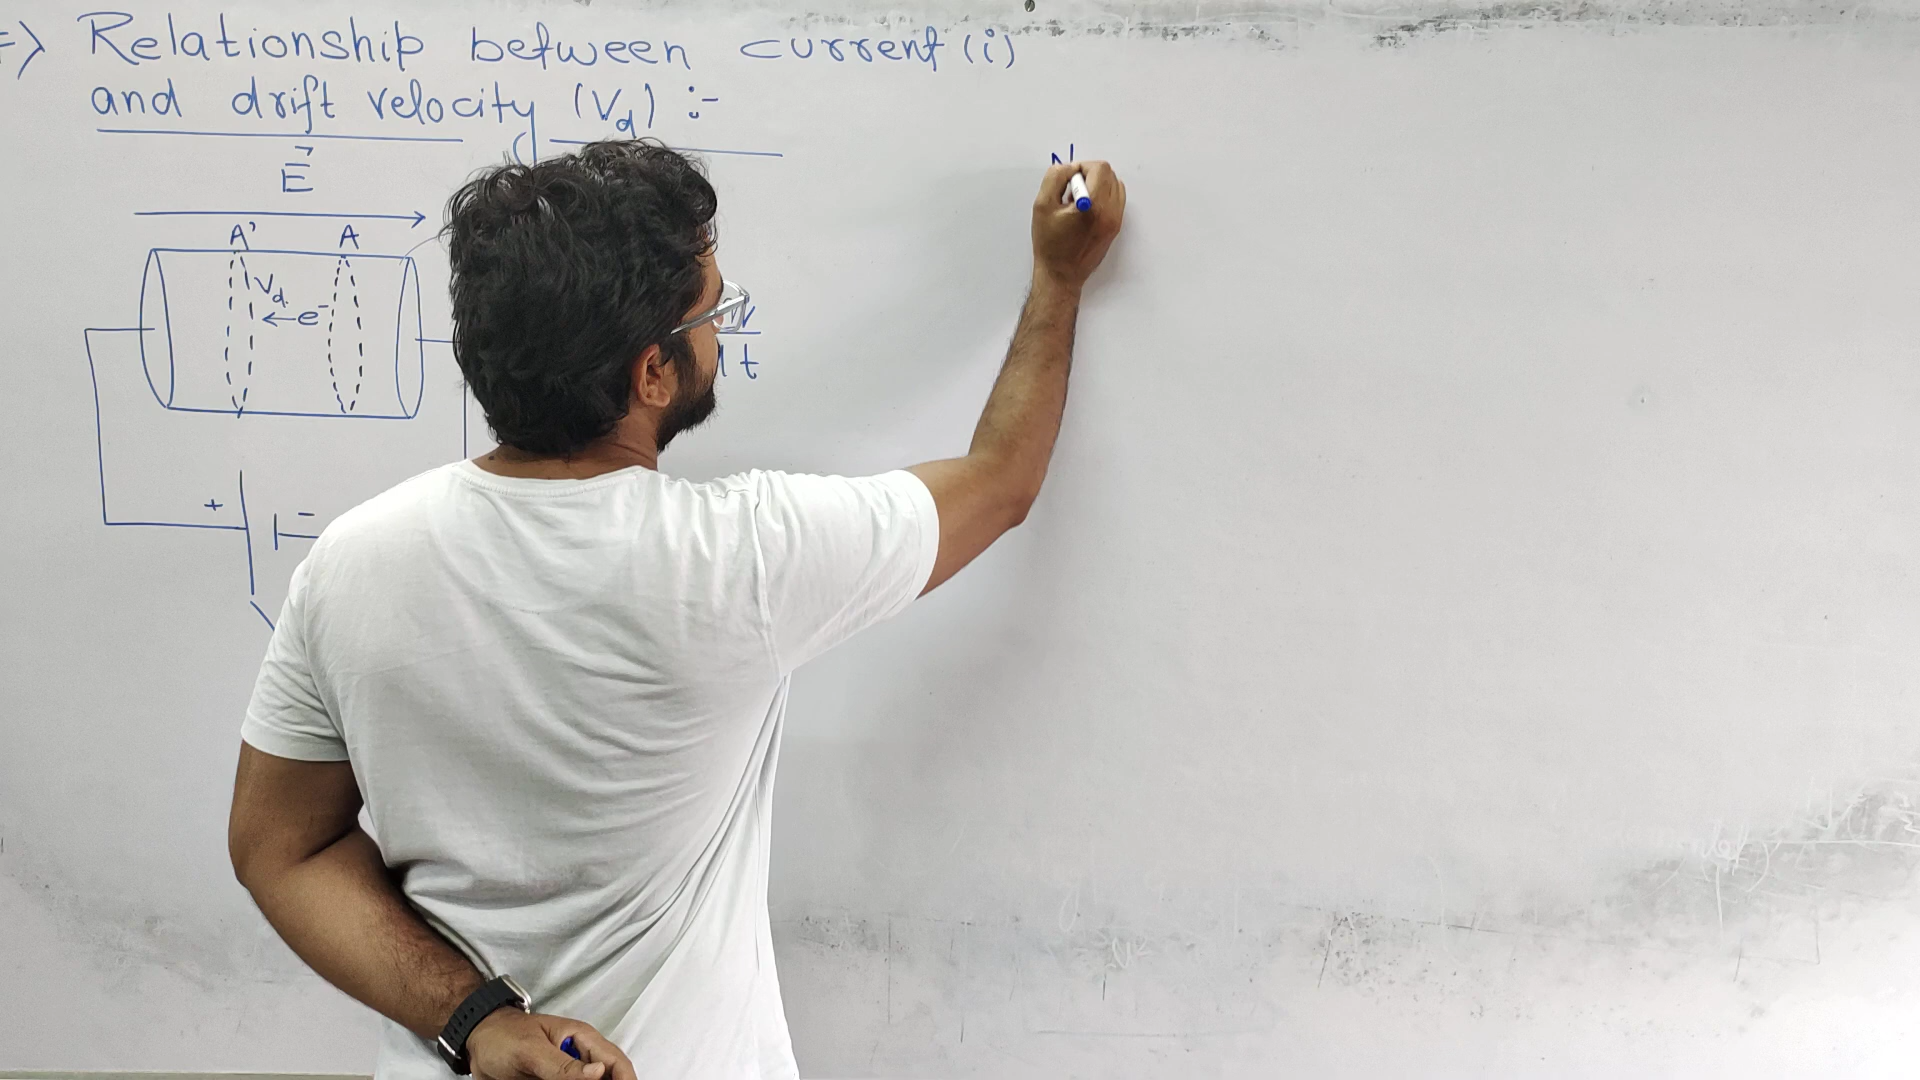 => Relationship between current (i)
and drift velocity (Vd) :-
E
A' A
Vd
←e-
t
+ -
N